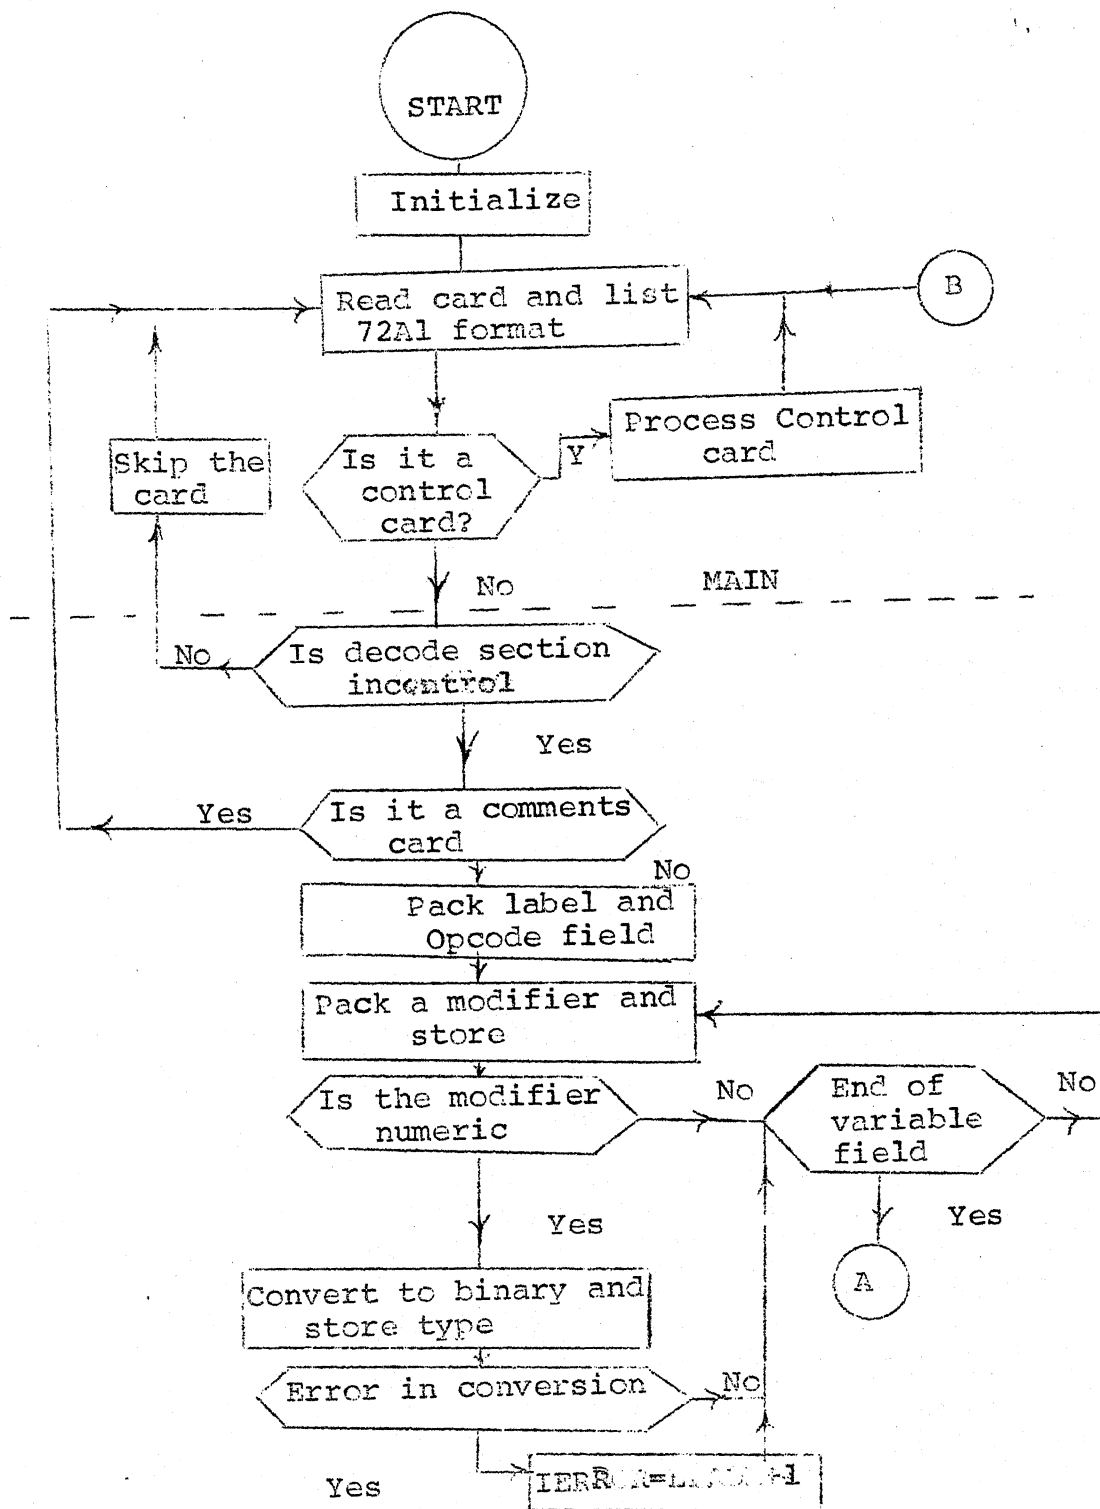 START
Initialize
Read card and list
72A1 format
B
Process Control
card
Skip the
card
Is it a
control
card?
Y
No
MAIN
Is decode section
incontrol
No
Yes
Is it a comments
card
Yes
No
Pack label and
Opcode field
Pack a modifier and
store
Is the modifier
numeric
No
End of
variable
field
No
Yes
Yes
A
Convert to binary and
store type
Error in conversion
No
Yes